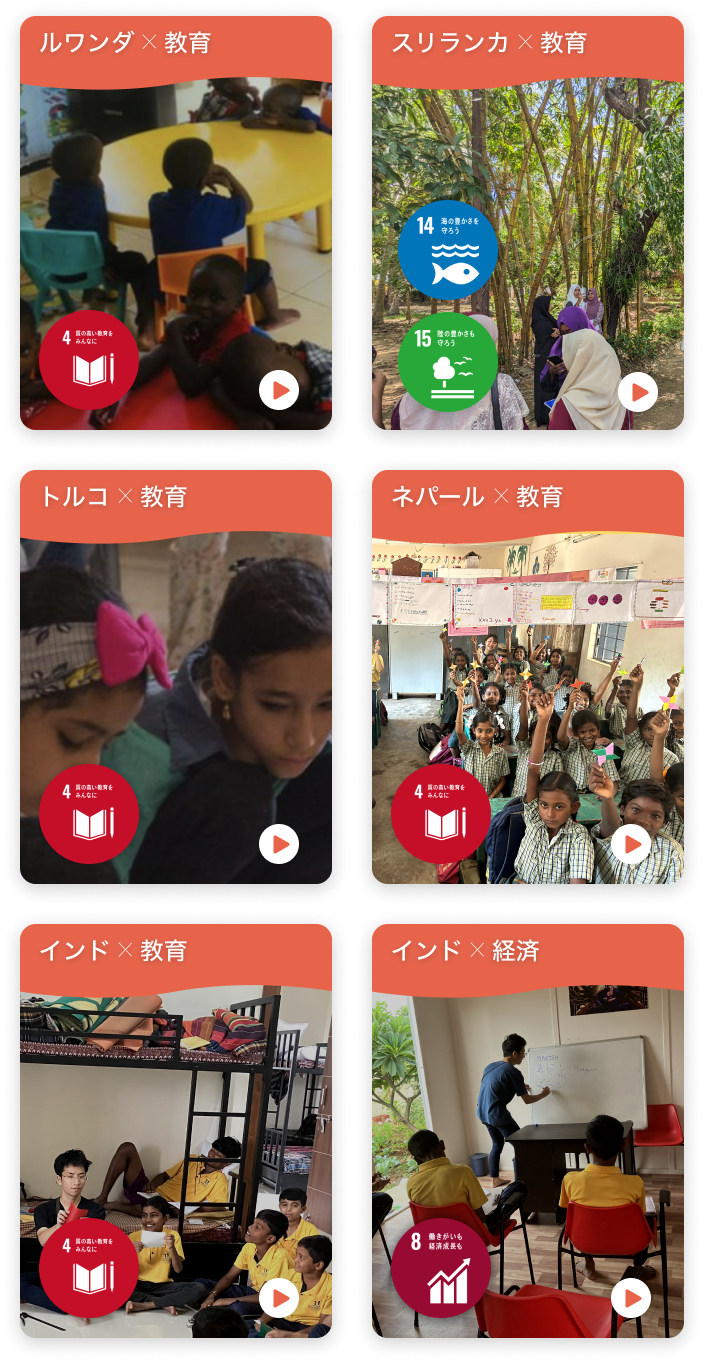 ルワンダ × 教育
4 質の高い教育を
みんなに
スリランカ × 教育
14 海の豊かさを
守ろう
15 陸の豊かさも
守ろう
トルコ × 教育
4 質の高い教育を
みんなに
ネパール × 教育
4 質の高い教育を
みんなに
インド × 教育
4 質の高い教育を
みんなに
インド × 経済
8 働きがいも
経済成長も